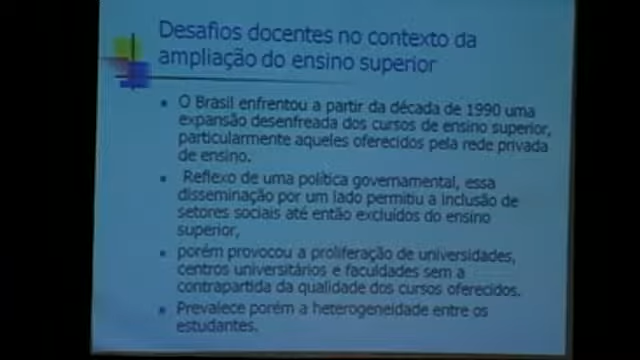 Desafios docentes no contexto da
ampliação do ensino superior
O Brasil enfrentou a partir da década de 1990 uma
expansão desenfreada dos cursos de ensino superior,
particularmente aqueles oferecidos pela rede privada
de ensino.
Reflexo de uma política governamental, essa
disseminação por um lado permitiu a inclusão de
setores sociais até então excluídos do ensino
superior,
porém provocou a proliferação de universidades,
centros universitários e faculdades sem a
contrapartida da qualidade dos cursos oferecidos.
Prevalece porém a heterogeneidade entre os
estudantes.